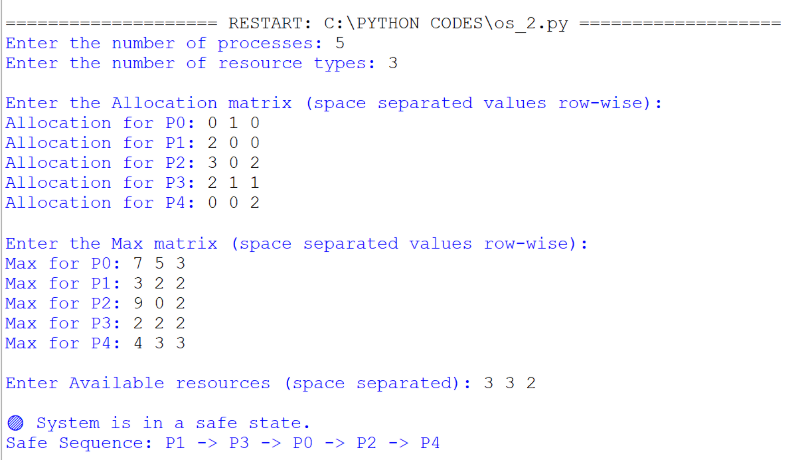 ==================== RESTART: C:\PYTHON CODES\os_2.py ===================
Enter the number of processes: 5
Enter the number of resource types: 3
Enter the Allocation matrix (space separated values row-wise):
Allocation for P0: 0 1 0
Allocation for P1: 2 0 0
Allocation for P2: 3 0 2
Allocation for P3: 2 1 1
Allocation for P4: 0 0 2
Enter the Max matrix (space separated values row-wise):
Max for P0: 7 5 3
Max for P1: 3 2 2
Max for P2: 9 0 2
Max for P3: 2 2 2
Max for P4: 4 3 3
Enter Available resources (space separated): 3 3 2
System is in a safe state.
Safe Sequence: P1 -> P3 -> P0 -> P2 -> P4